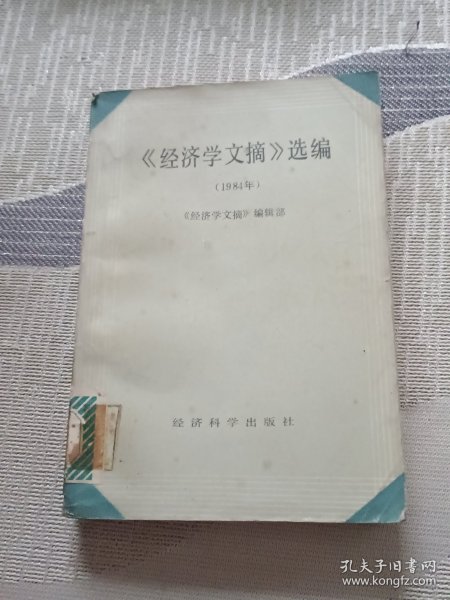 《经济学文摘》选编
（1984年）
《经济学文摘》编辑部
经济科学出版社
孔夫子旧书网
www.kongfz.com